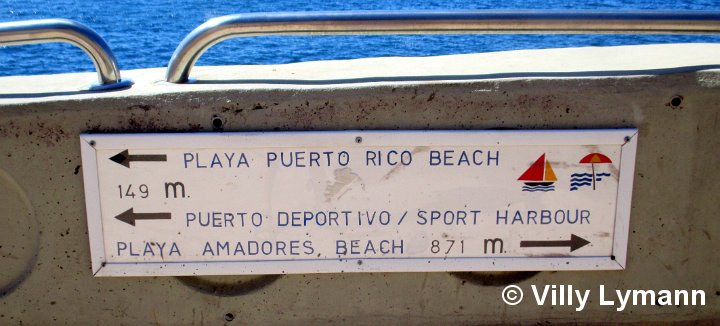 PLAYA PUERTO RICO BEACH
149 m.
PUERTO DEPORTIVO / SPORT HARBOUR
PLAYA AMADORES BEACH 871 m.
© Villy Lymann